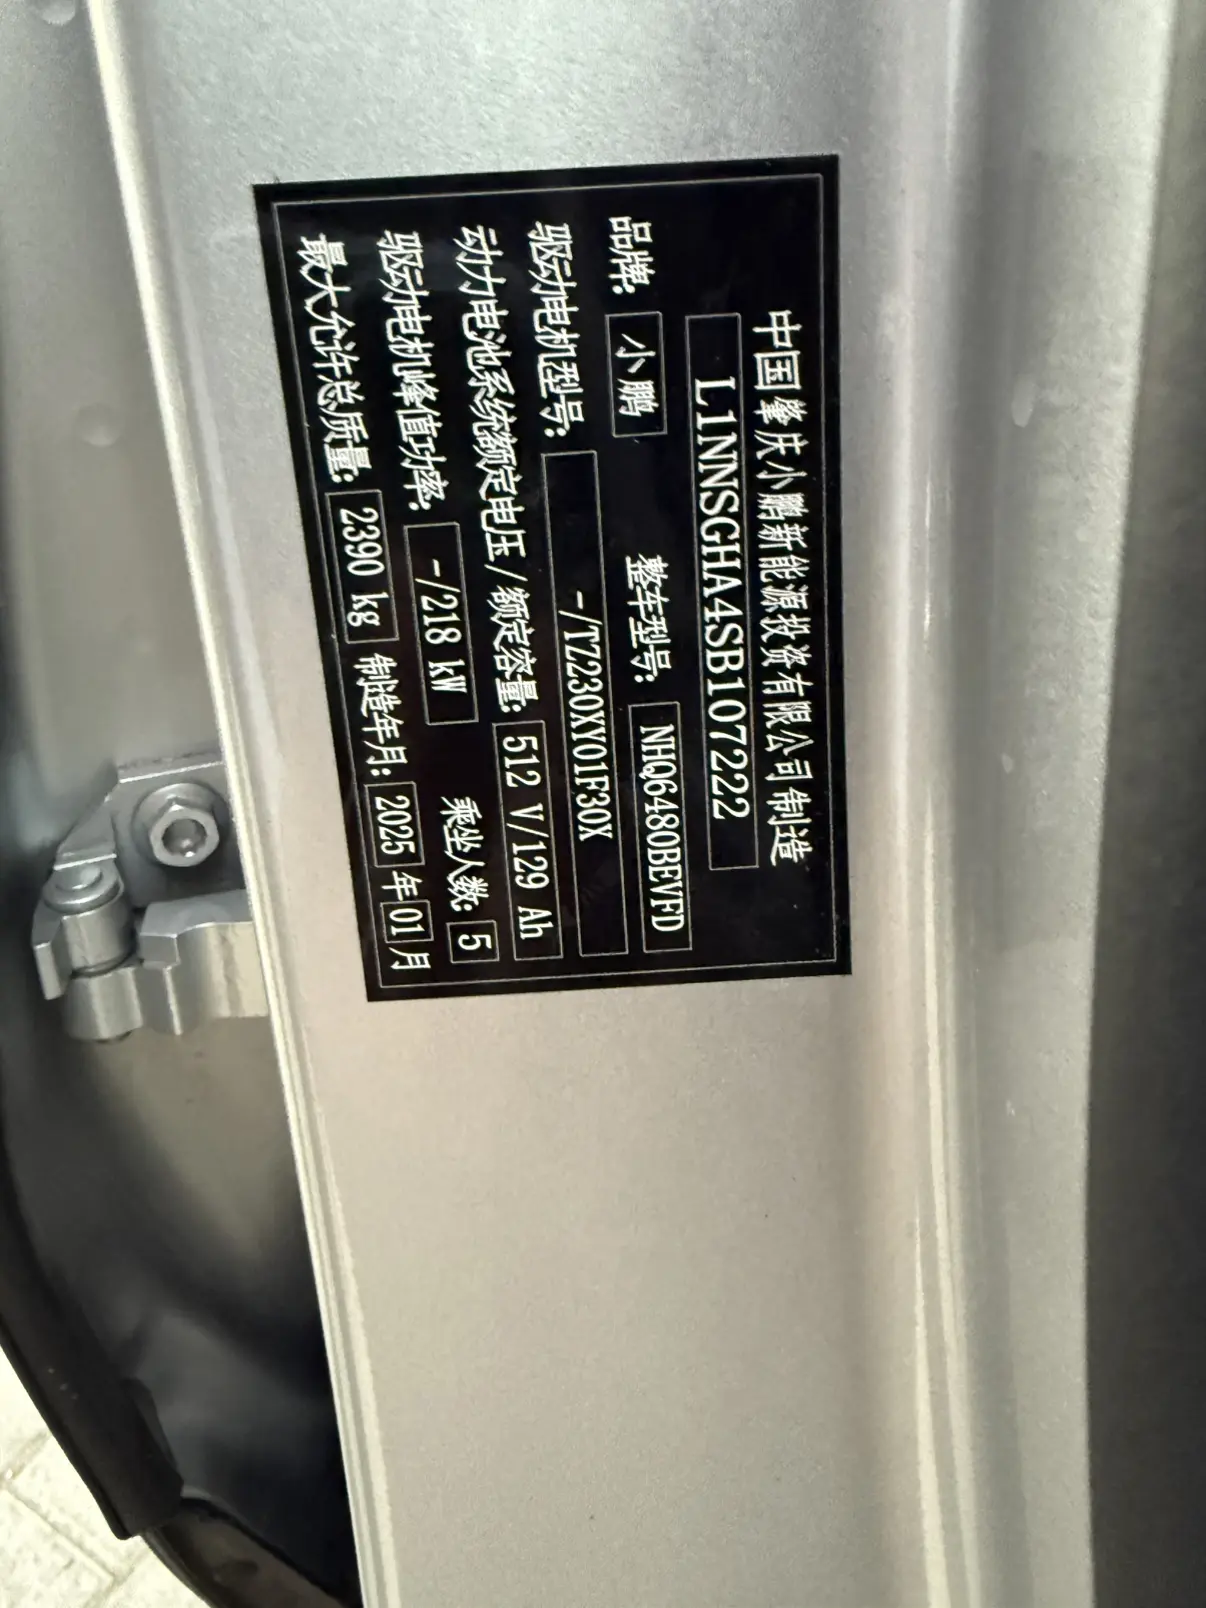 中国肇庆小鹏新能源投资有限公司制造
L1NNSGHA4SB107222
品牌: 小鹏 整车型号: NHQ6480BEVFD
驱动电机型号: -/TZ230XY01F30X
动力电池系统额定电压/额定容量: 512 V/129 Ah
驱动电机峰值功率: -/218 kW 乘坐人数: 5
最大允许总质量: 2390 kg 制造年月: 2025 年 01 月